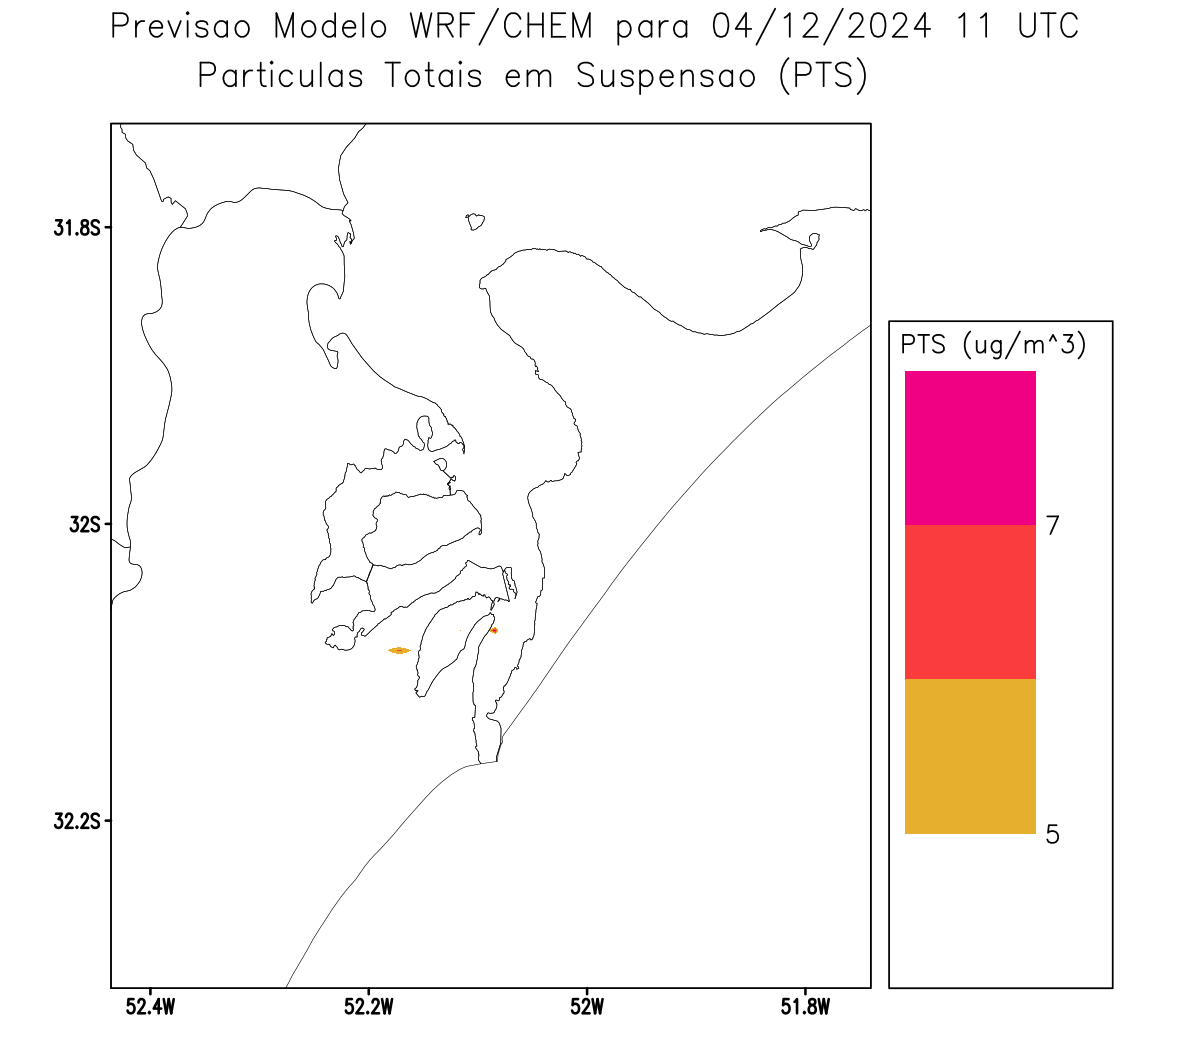 Previsao Modelo WRF/CHEM para 04/12/2024 11 UTC
Particulas Totais em Suspensao (PTS)
31.8S
32S
32.2S
52.4W
52.2W
52W
51.8W
PTS (ug/m^3)
7
5